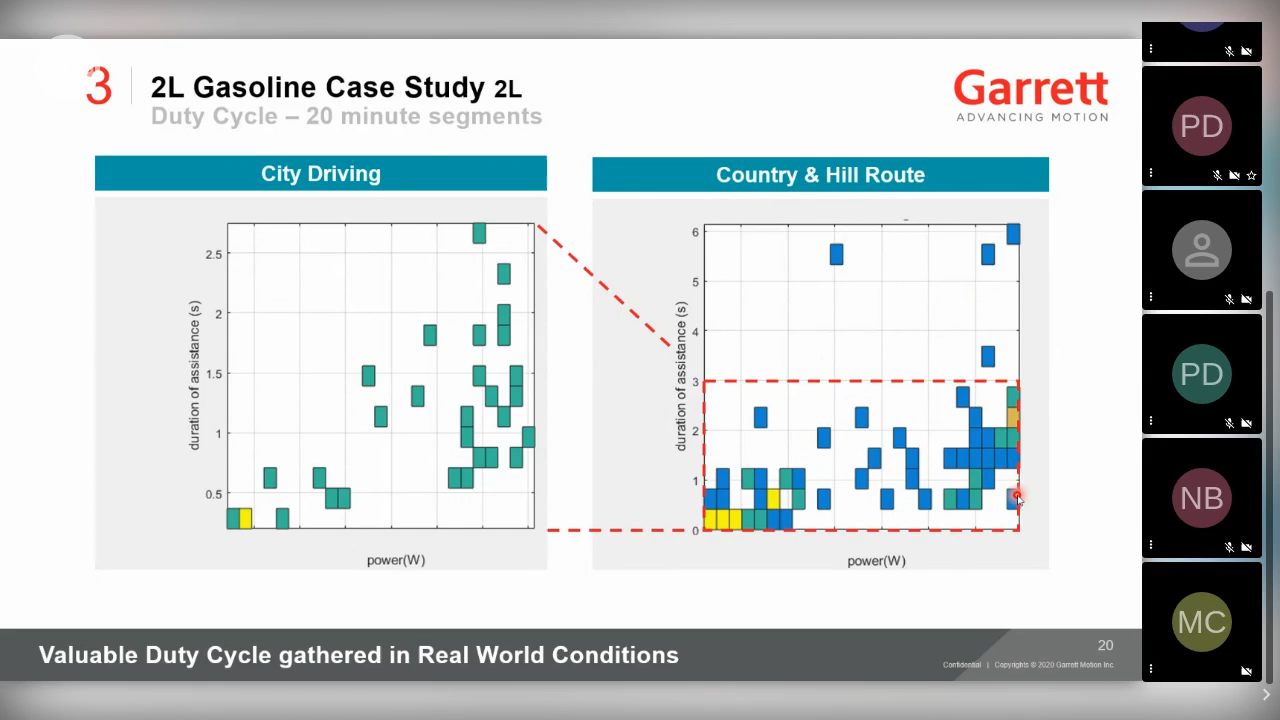 3
2L Gasoline Case Study 2L
Duty Cycle – 20 minute segments
Garrett
ADVANCING MOTION
City Driving
Country & Hill Route
2.5
2
1.5
1
0.5
duration of assistance (s)
power(W)
6
5
4
3
2
1
0
duration of assistance (s)
power(W)
Valuable Duty Cycle gathered in Real World Conditions
20
Confidential | Copyrights © 2020 Garrett Motion Inc
PD
PD
NB
MC